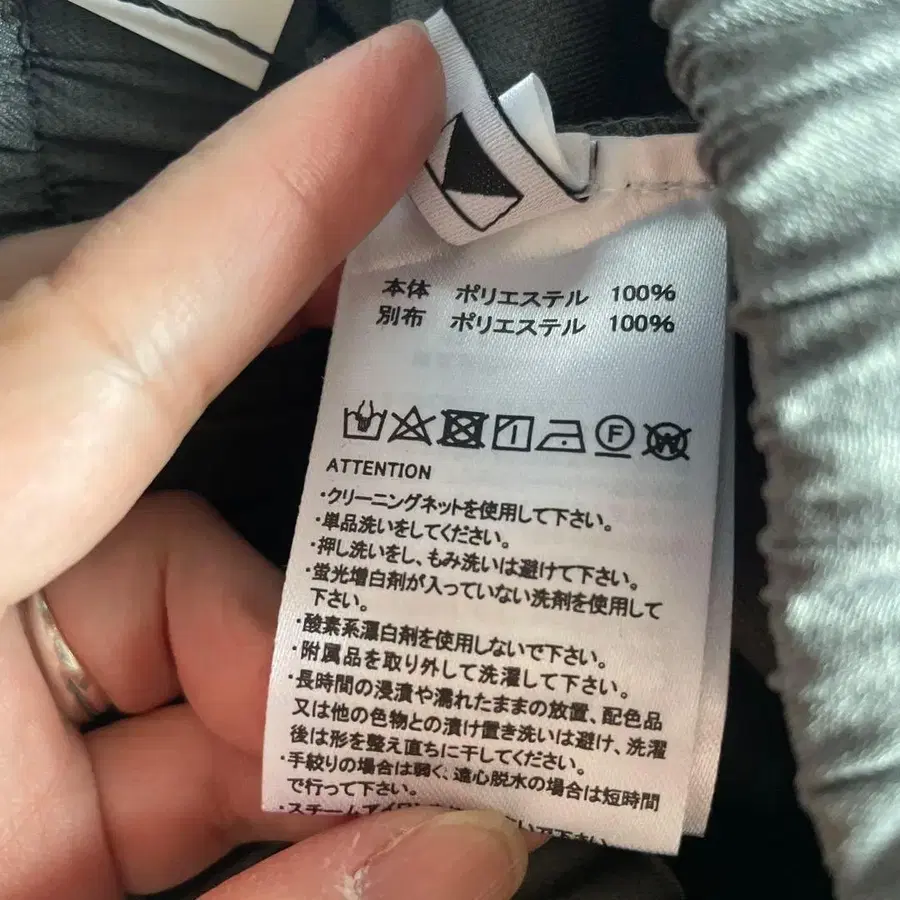 本体 ポリエステル 100%
別布 ポリエステル 100%
F
W
ATTENTION
・クリーニングネットを使用して下さい。
・単品洗いをしてください。
・押し洗いをし、もみ洗いは避けて下さい。
・蛍光増白剤が入っていない洗剤を使用して
下さい。
・酸素系漂白剤を使用しないで下さい。
・附属品を取り外して洗濯して下さい。
・長時間の浸漬や濡れたままの放置、配色品
又は他の色物との漬け置き洗いは避け、洗濯
後は形を整え直ちに干してください。
・手絞りの場合は弱く、遠心脱水の場合は短時間
で行って下さい。
・スチームアイロン